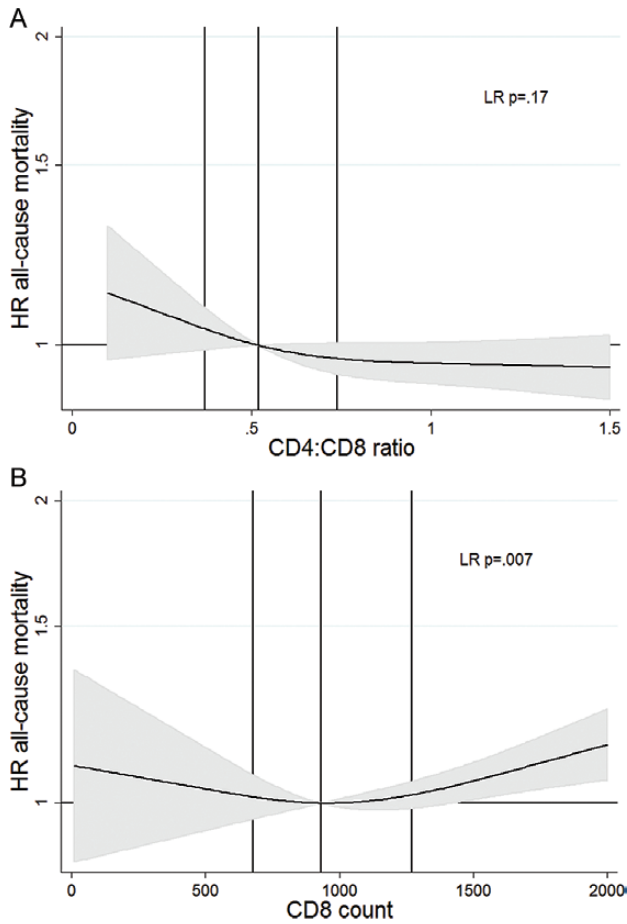 A
2
1.5
1
HR all-cause mortality
LR p=.17
0
.5
1
1.5
CD4:CD8 ratio
B
2
1.5
1
HR all-cause mortality
LR p=.007
0
500
1000
1500
2000
CD8 count